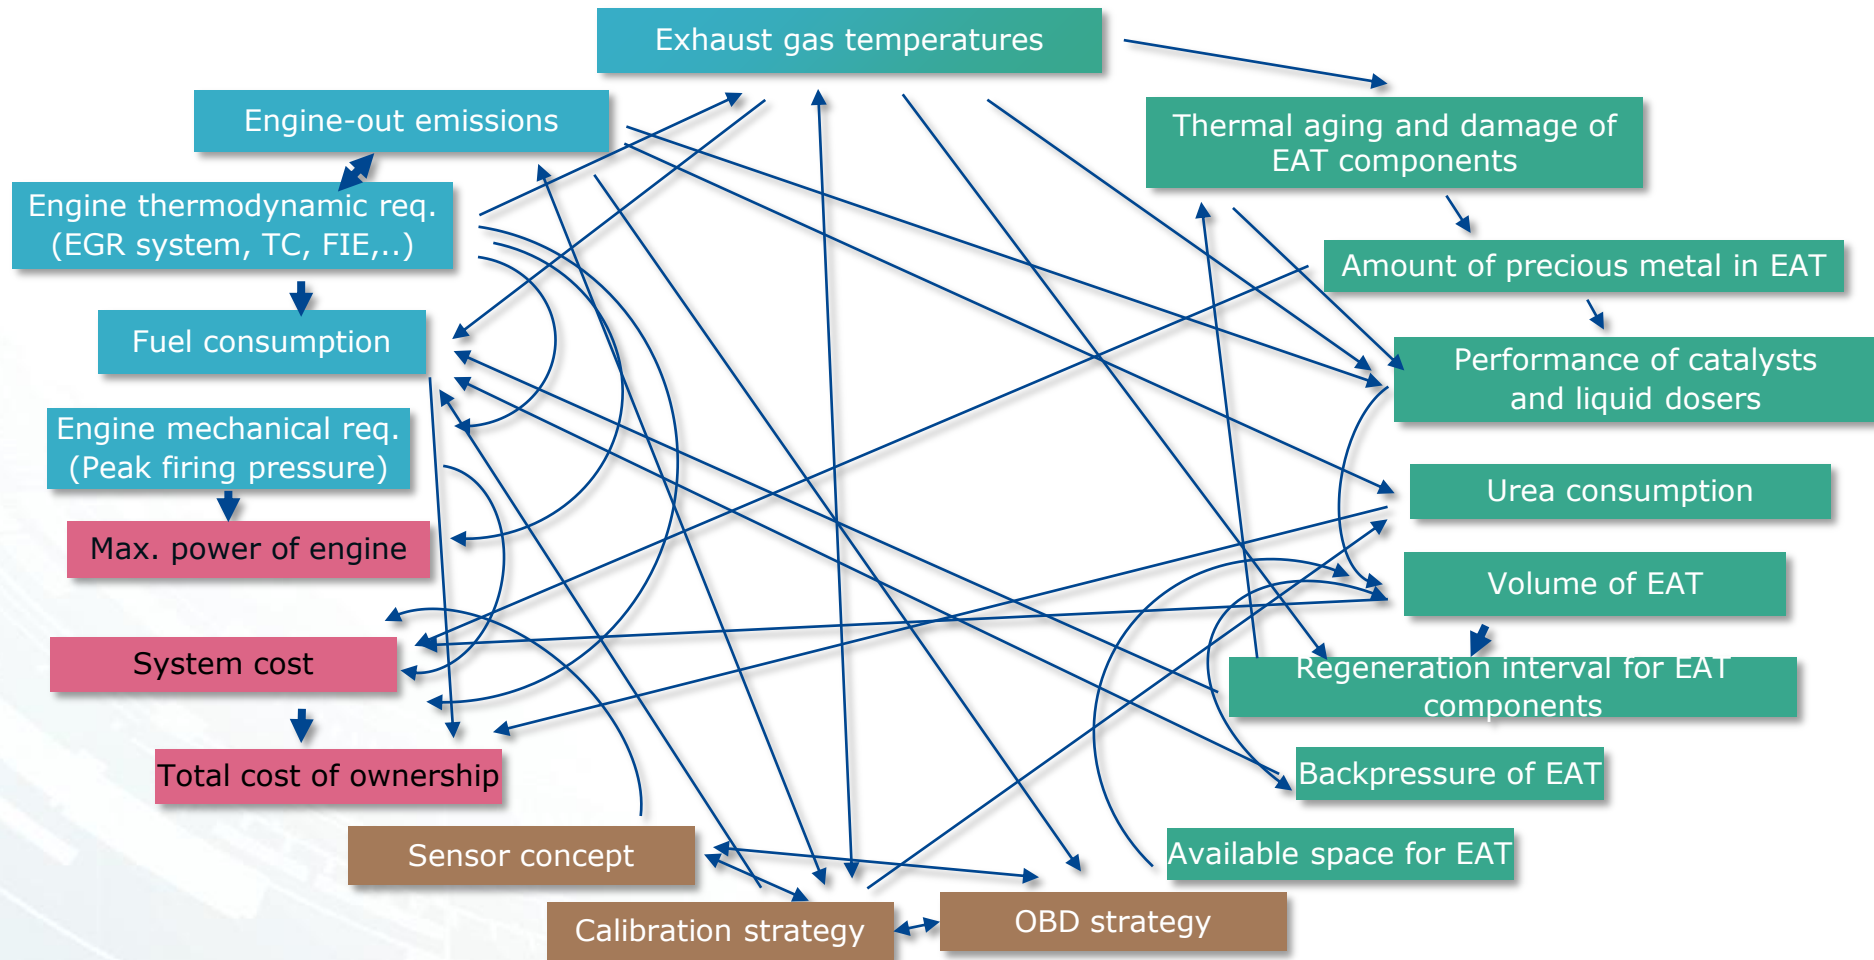 Exhaust gas temperatures
Engine-out emissions
Thermal aging and damage of
EAT components
Engine thermodynamic req.
(EGR system, TC, FIE,..)
Amount of precious metal in EAT
Fuel consumption
Performance of catalysts
and liquid dosers
Engine mechanical req.
(Peak firing pressure)
Urea consumption
Max. power of engine
Volume of EAT
System cost
Regeneration interval for EAT
components
Total cost of ownership
Backpressure of EAT
Sensor concept
Available space for EAT
Calibration strategy
OBD strategy